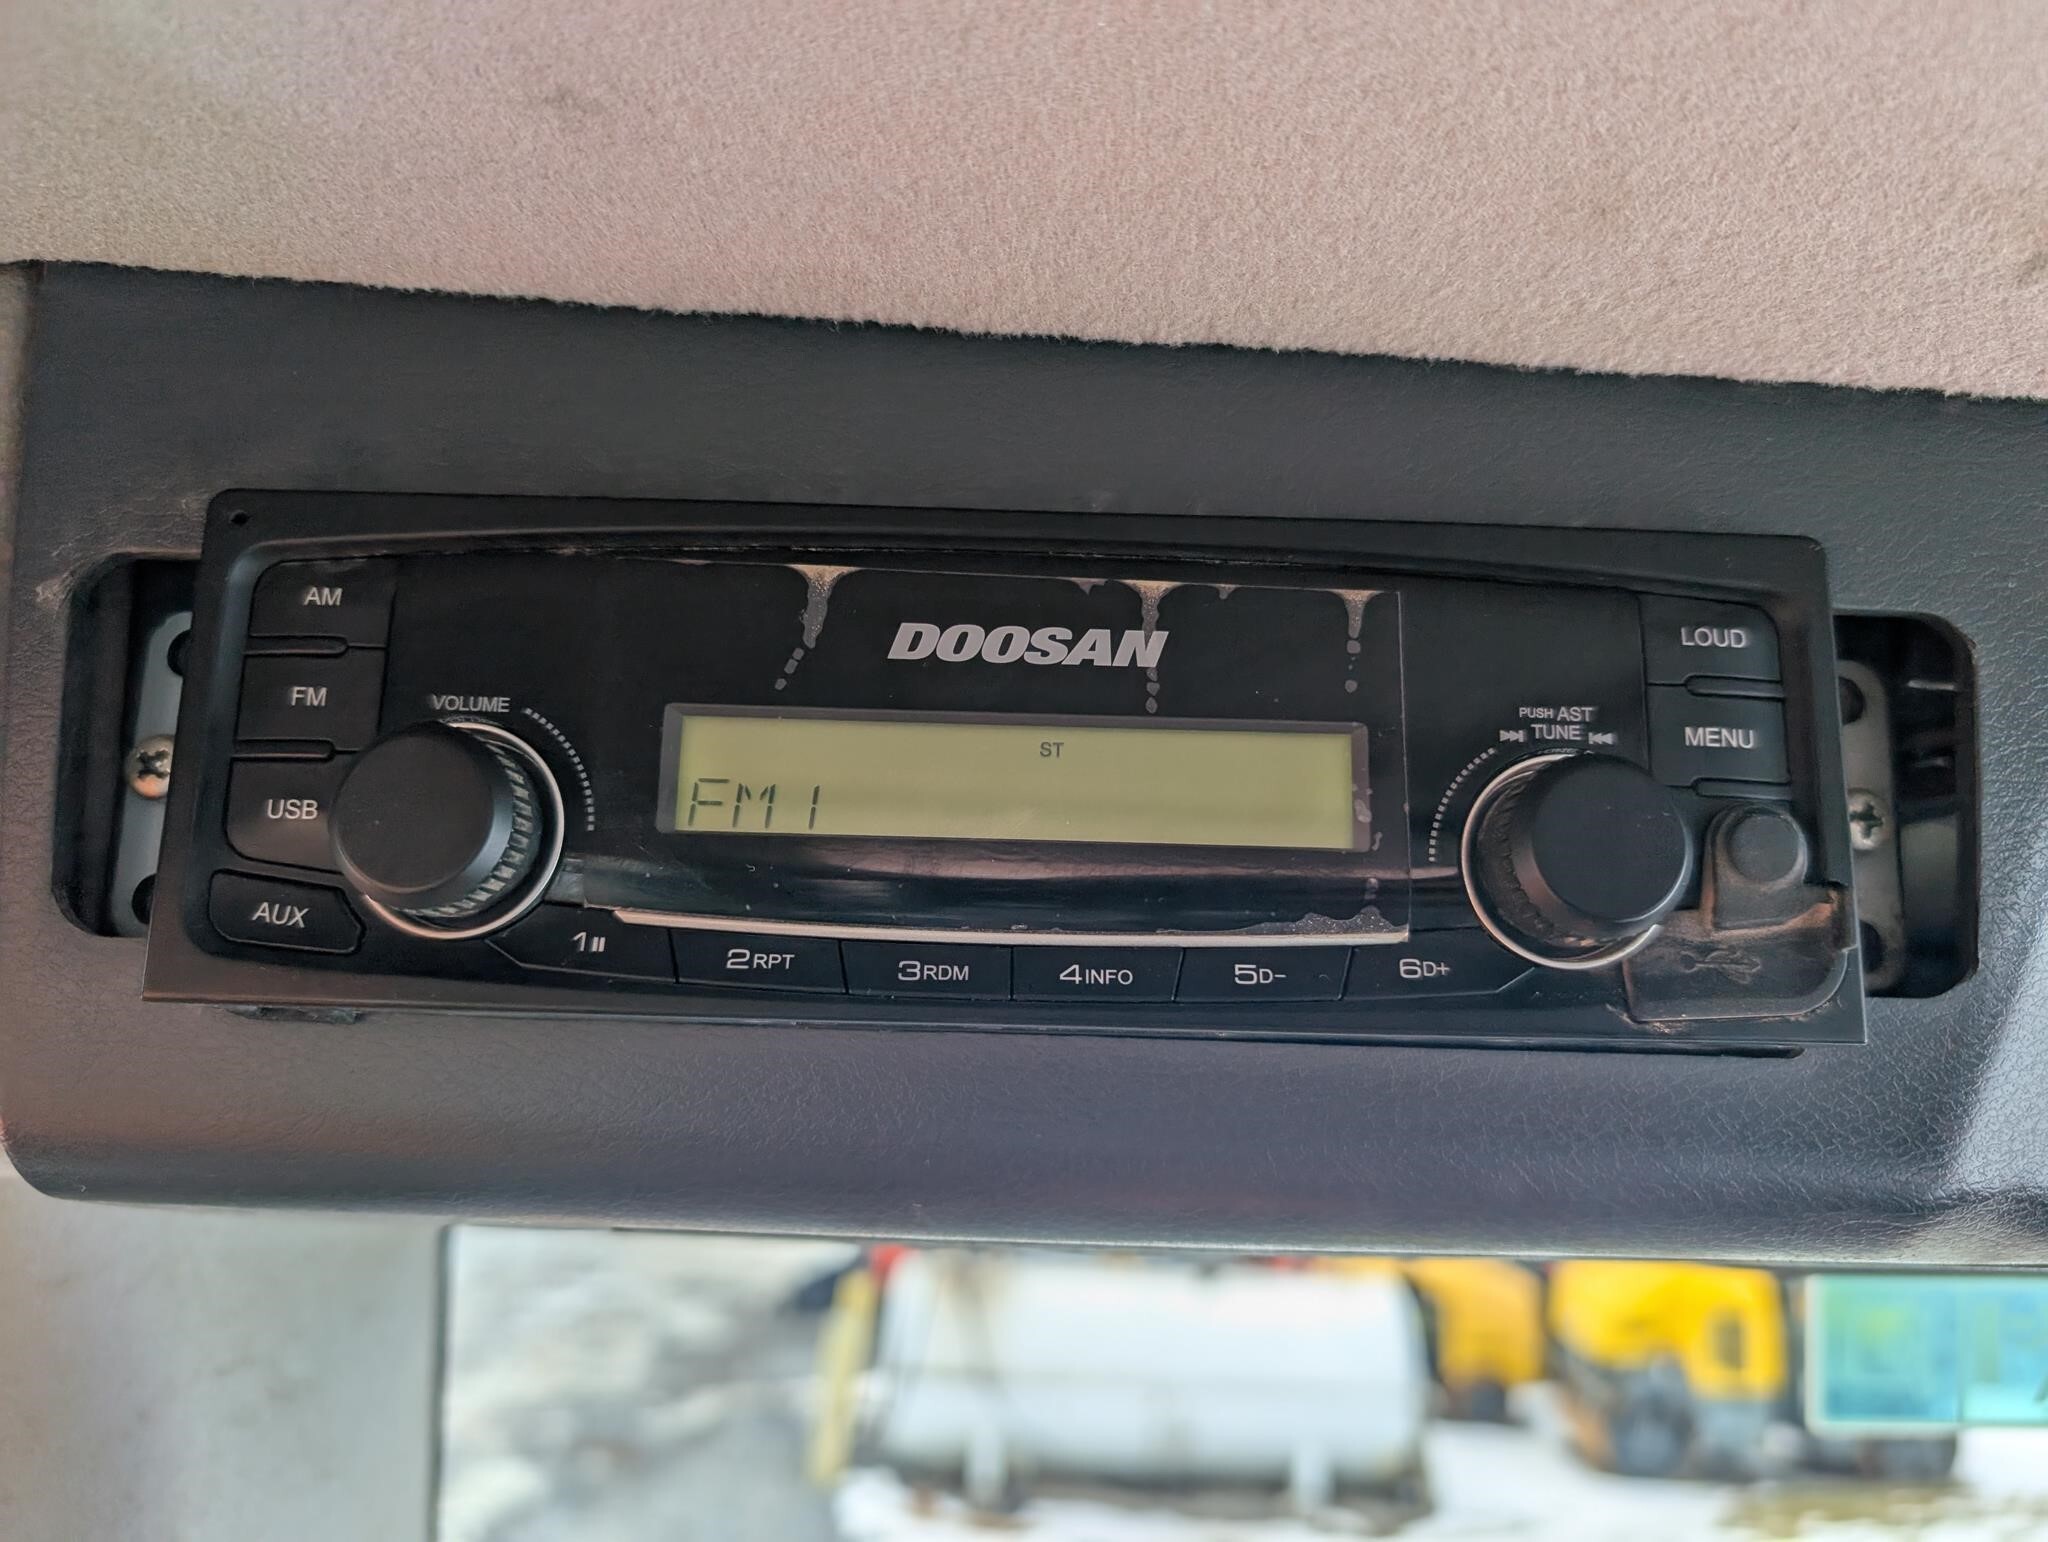 AM
FM
USB
AUX
VOLUME
DOOSAN
ST
FM1
PUSH AST
TUNE
LOUD
MENU
1
2RPT
3RDM
4INFO
5D-
6D+